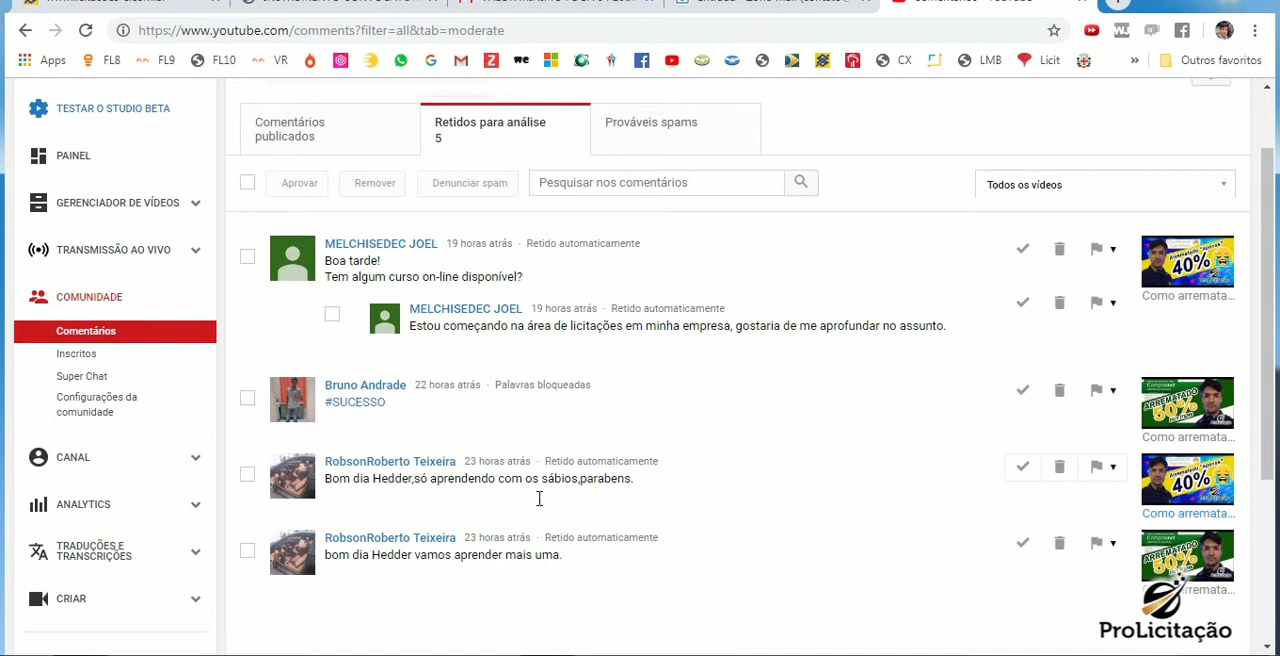 https://www.youtube.com/comments?filter=all&tab=moderate
Apps FL8 FL9 FL10 VR CX LMB Licit » Outros favoritos
TESTAR O STUDIO BETA
PAINEL
GERENCIADOR DE VÍDEOS
TRANSMISSÃO AO VIVO
COMUNIDADE
Comentários
Inscritos
Super Chat
Configurações da
comunidade
CANAL
ANALYTICS
TRADUÇÕES E
TRANSCRIÇÕES
CRIAR
Comentários
publicados
Retidos para análise
5
Prováveis spams
Aprovar Remover Denunciar spam Pesquisar nos comentários Todos os vídeos
MELCHISEDEC JOEL 19 horas atrás · Retido automaticamente
Boa tarde!
Tem algum curso on-line disponível?
40%
Como arremata...
MELCHISEDEC JOEL 19 horas atrás · Retido automaticamente
Estou começando na área de licitações em minha empresa, gostaria de me aprofundar no assunto.
Bruno Andrade 22 horas atrás · Palavras bloqueadas
#SUCESSO
ARREMATADO
50%
Como arremata...
RobsonRoberto Teixeira 23 horas atrás · Retido automaticamente
Bom dia Hedder,só aprendendo com os sábios,parabens.
40%
Como arremata...
RobsonRoberto Teixeira 23 horas atrás · Retido automaticamente
bom dia Hedder vamos aprender mais uma.
ARREMATADO
50%
ProLicitação